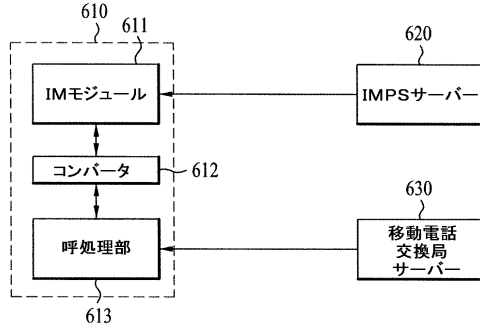 610
611
IMモジュール
620
IMPSサーバー
コンバータ
612
630
移動電話
交換局
サーバー
呼処理部
613